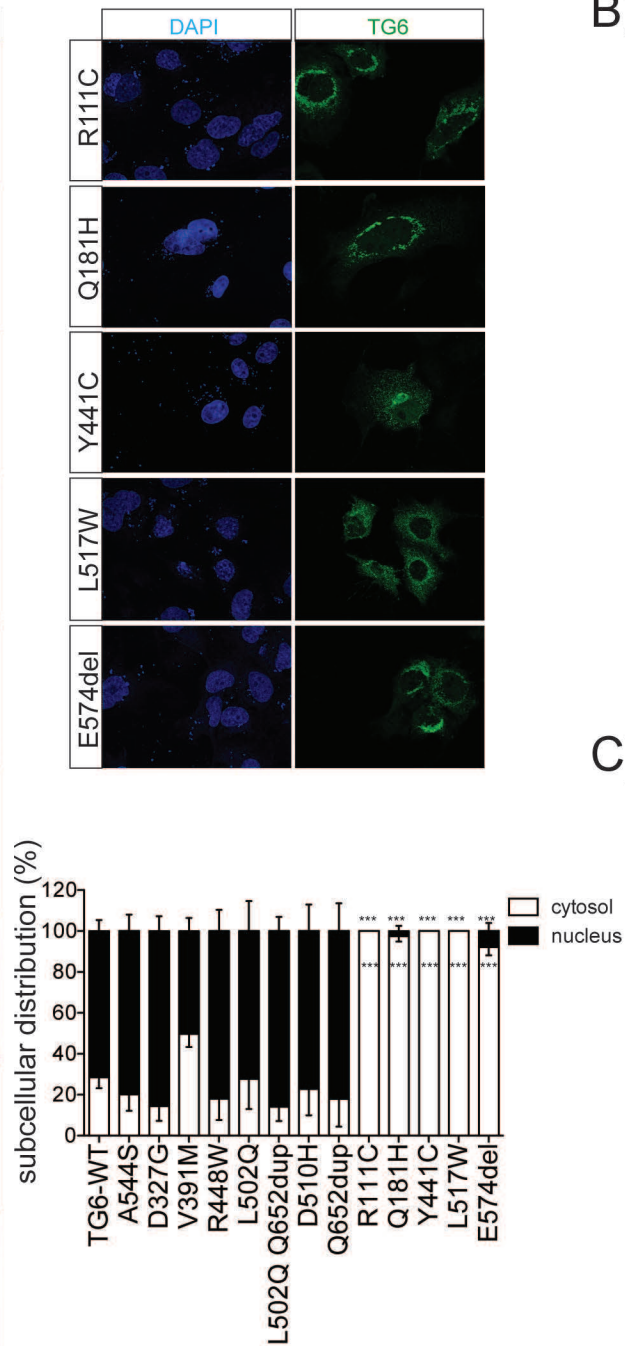 B
DAPI TG6
R111C
Q181H
Y441C
L517W
E574del
C
subcellular distribution (%)
120
100
80
60
40
20
0
*** *** *** *** ***
*** *** *** *** ***
cytosol
nucleus
TG6-WT
A544S
D327G
V391M
R448W
L502Q
L502Q Q652dup
D510H
Q652dup
R111C
Q181H
Y441C
L517W
E574del